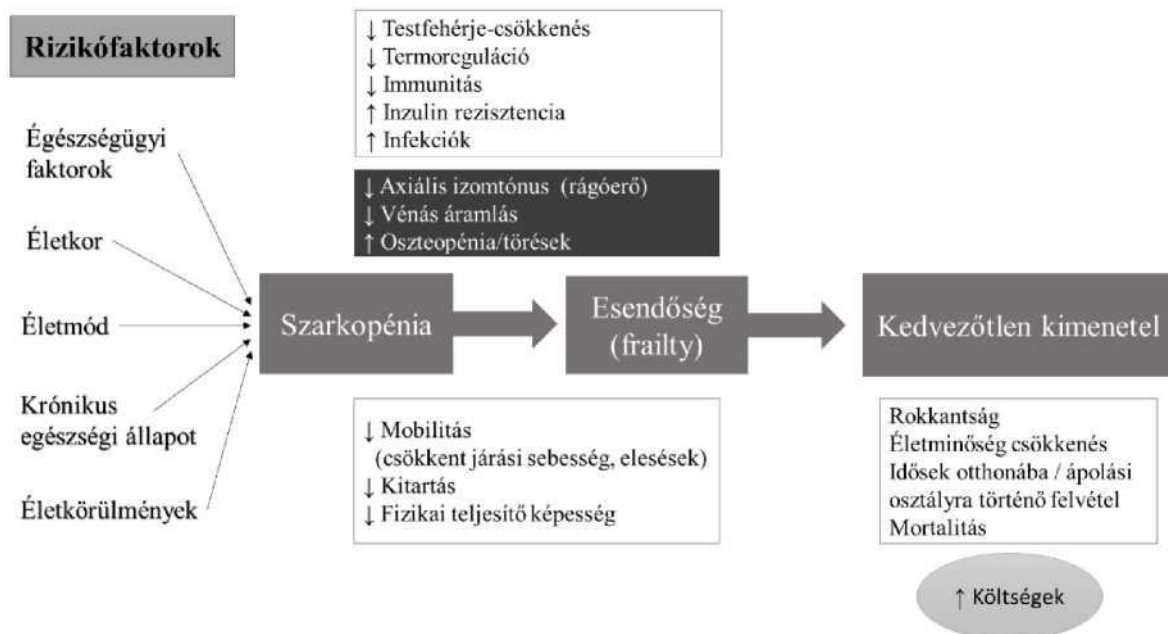 Rizikófaktorok
Égészségügyi
faktorok
Életkor
Életmód
Krónikus
egészségi állapot
Életkörülmények
↓ Testfehérje-csökkenés
↓ Termoreguláció
↓ Immunitás
↑ Inzulin rezisztencia
↑ Infekciók
↓ Axiális izomtónus (rágóerő)
↓ Vénás áramlás
↑ Oszteopénia/törések
Szarkopénia
Esendőség
(frailty)
Kedvezőtlen kimenetel
↓ Mobilitás
(csökkent járási sebesség, elesések)
↓ Kitartás
↓ Fizikai teljesítő képesség
Rokkantság
Életminőség csökkenés
Idősek otthonába / ápolási
osztályra történő felvétel
Mortalitás
↑ Költségek